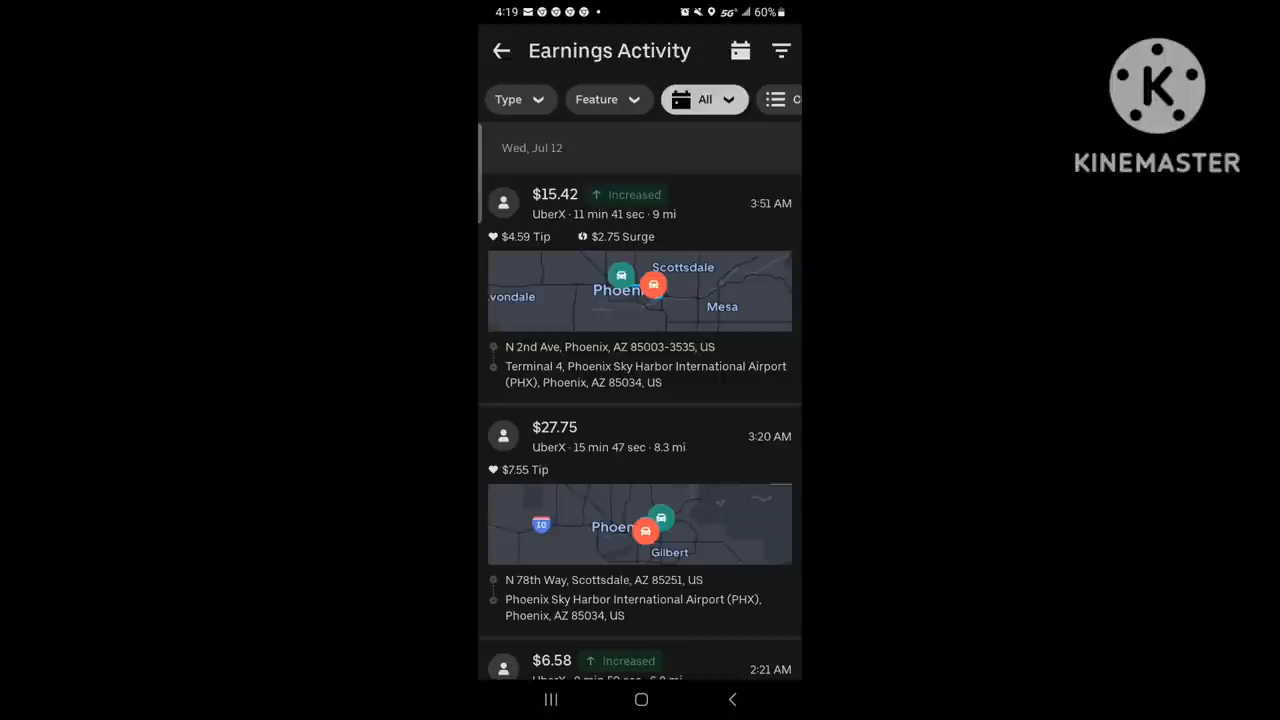 4:19
5G
60%
Earnings Activity
Type
Feature
All
C
Wed, Jul 12
$15.42 ↑ Increased
3:51 AM
UberX · 11 min 41 sec · 9 mi
$4.59 Tip $2.75 Surge
Scottsdale
Phoen
vondale
Mesa
N 2nd Ave, Phoenix, AZ 85003-3535, US
Terminal 4, Phoenix Sky Harbor International Airport
(PHX), Phoenix, AZ 85034, US
$27.75
3:20 AM
UberX · 15 min 47 sec · 8.3 mi
$7.55 Tip
10
Phoen
Gilbert
N 78th Way, Scottsdale, AZ 85251, US
Phoenix Sky Harbor International Airport (PHX),
Phoenix, AZ 85034, US
$6.58 ↑ Increased
2:21 AM
K
KINEMASTER